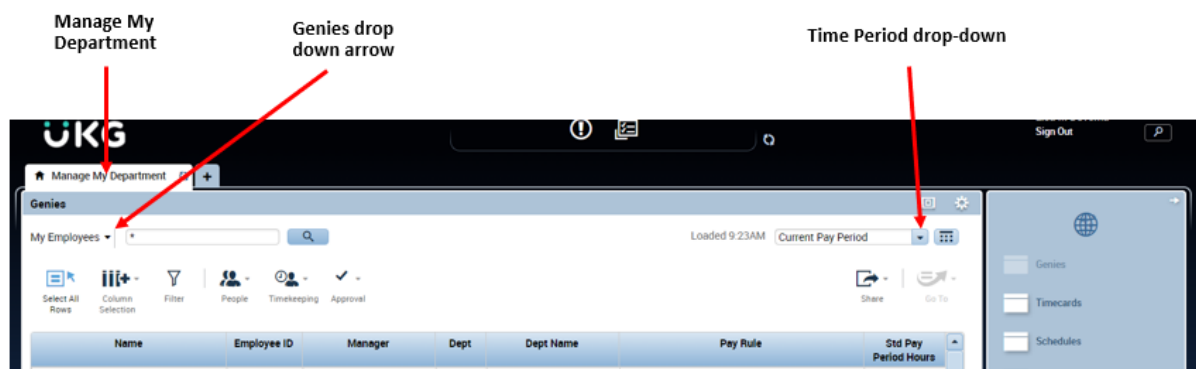 Manage My
Department
Genies drop
down arrow
Time Period drop-down
UKG
Sign Out
Manage My Department
+
Genies
My Employees
*
Loaded 9:23AM
Current Pay Period
Select All
Rows
Column
Selection
Filter
People
Timekeeping
Approval
Share
Go To
Name
Employee ID
Manager
Dept
Dept Name
Pay Rule
Std Pay
Period Hours
Genies
Timecards
Schedules